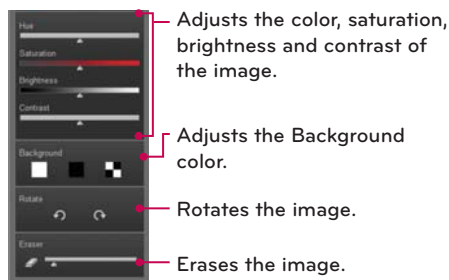 Hue
Saturation
Brightness
Contrast
Adjusts the color, saturation,
brightness and contrast of
the image.
Background
Adjusts the Background
color.
Rotate
Rotates the image.
Eraser
Erases the image.